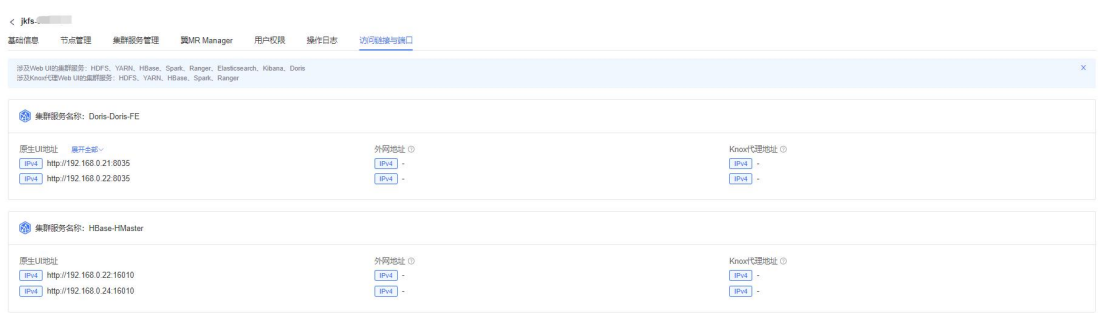 < jkfs-
基础信息 节点管理 集群服务管理 翼MR Manager 用户权限 操作日志 访问链接与端口
涉及Web UI的集群服务：HDFS、YARN、HBase、Spark、Ranger、Elasticsearch、Kibana、Doris
涉及Knox代理Web UI的集群服务：HDFS、YARN、HBase、Spark、Ranger
集群服务名称：Doris-Doris-FE
原生UI地址 展开全部 外网地址 Knox代理地址
IPv4 http://192.168.0.21:8035 IPv4 - IPv4 -
IPv4 http://192.168.0.22:8035 IPv4 - IPv4 -
集群服务名称：HBase-HMaster
原生UI地址 外网地址 Knox代理地址
IPv4 http://192.168.0.22:16010 IPv4 - IPv4 -
IPv4 http://192.168.0.24:16010 IPv4 - IPv4 -